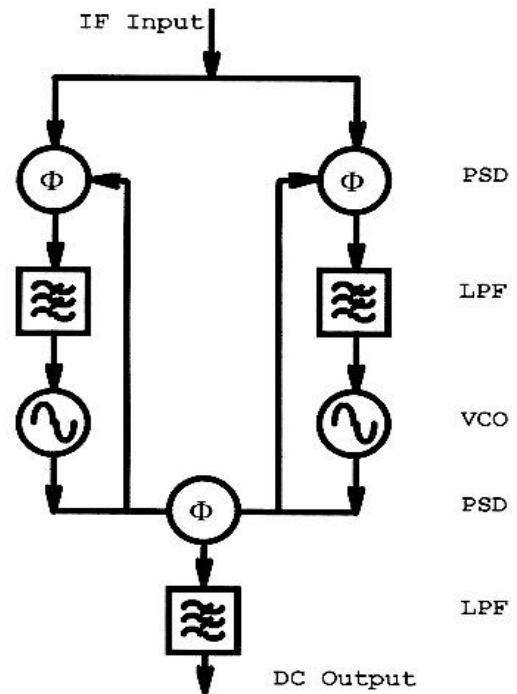 IF Input
Φ Φ PSD
LPF
VCO
Φ PSD
LPF
DC Output